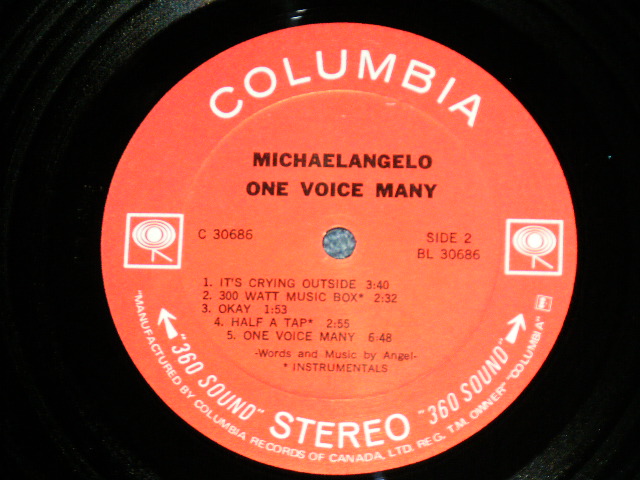 COLUMBIA
MICHAELANGELO
ONE VOICE MANY
C 30686
SIDE 2
BL 30686
1. IT'S CRYING OUTSIDE 3:40
2. 300 WATT MUSIC BOX* 2:32
3. OKAY 1:53
4. HALF A TAP* 2:55
5. ONE VOICE MANY 6:48
-Words and Music by Angel-
* INSTRUMENTALS
"360 SOUND" STEREO "360 SOUND"
"MANUFACTURED BY COLUMBIA RECORDS OF CANADA, LTD. REG. T.M. OWNER" "COLUMBIA"